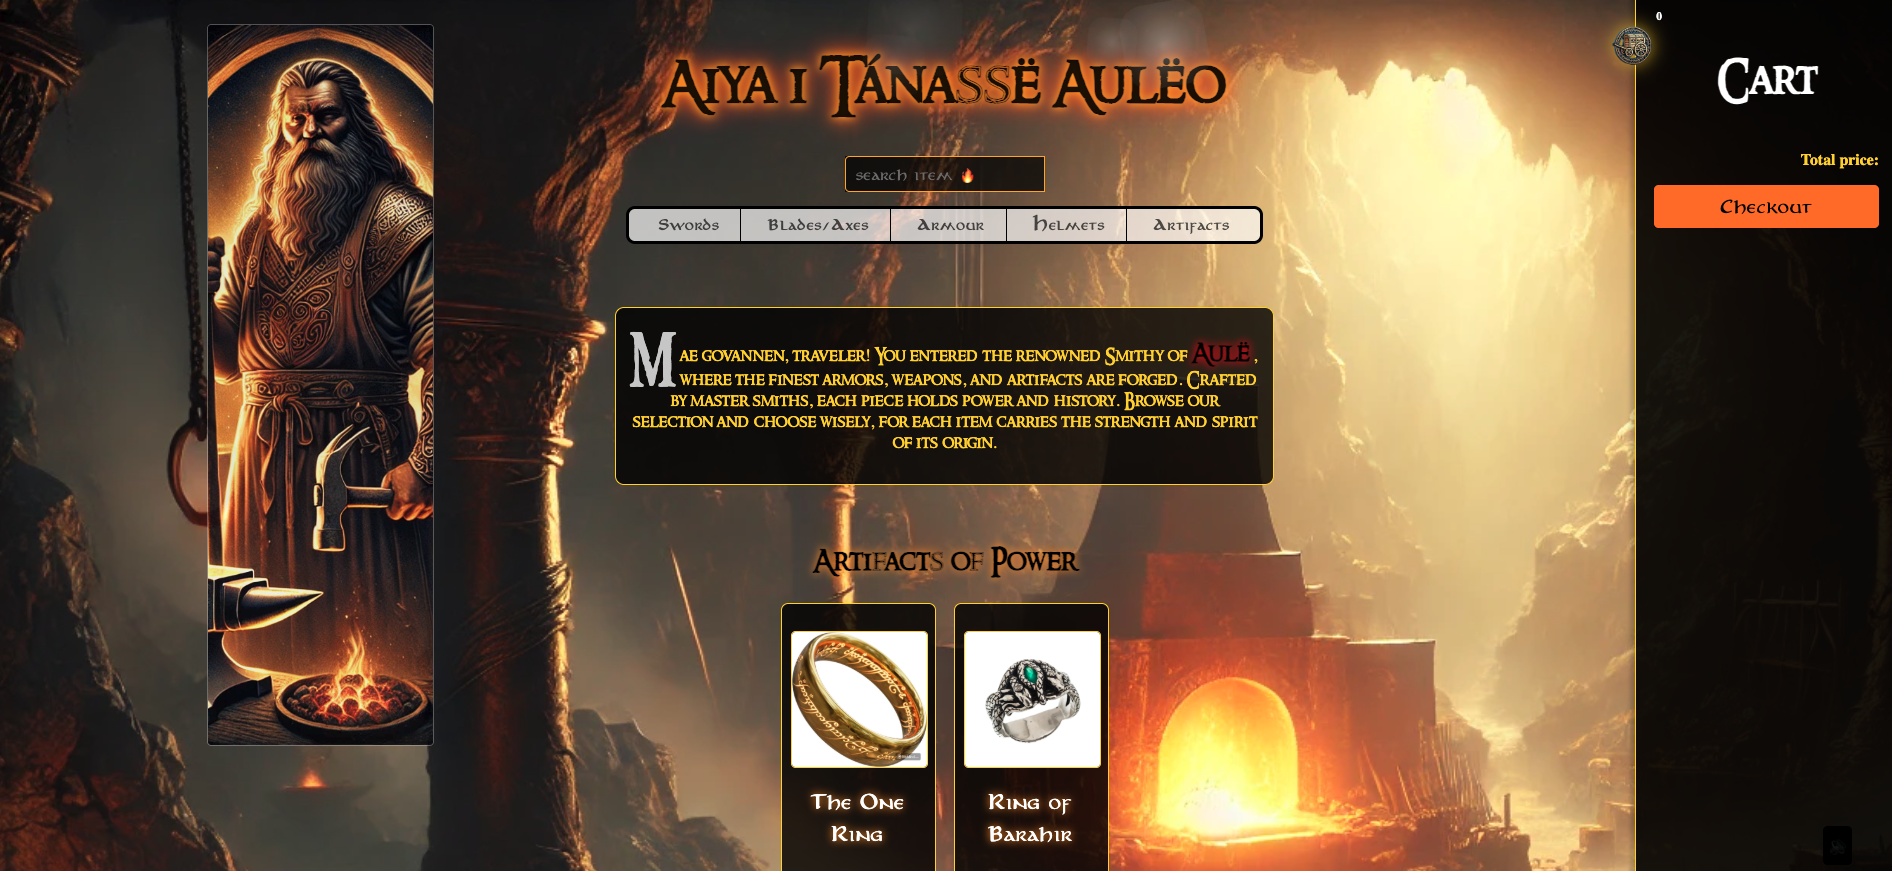 Aiya i Tánassë Aulëo
search item 🔥
Swords
Blades/Axes
Armour
Helmets
Artifacts
Mae govannen, traveler! You entered the renowned Smithy of Aulë ,
where the finest armors, weapons, and artifacts are forged. Crafted
by master smiths, each piece holds power and history. Browse our
selection and choose wisely, for each item carries the strength and spirit
of its origin.
Artifacts of Power
The One
Ring
Ring of
Barahir
0
Cart
Total price:
Checkout